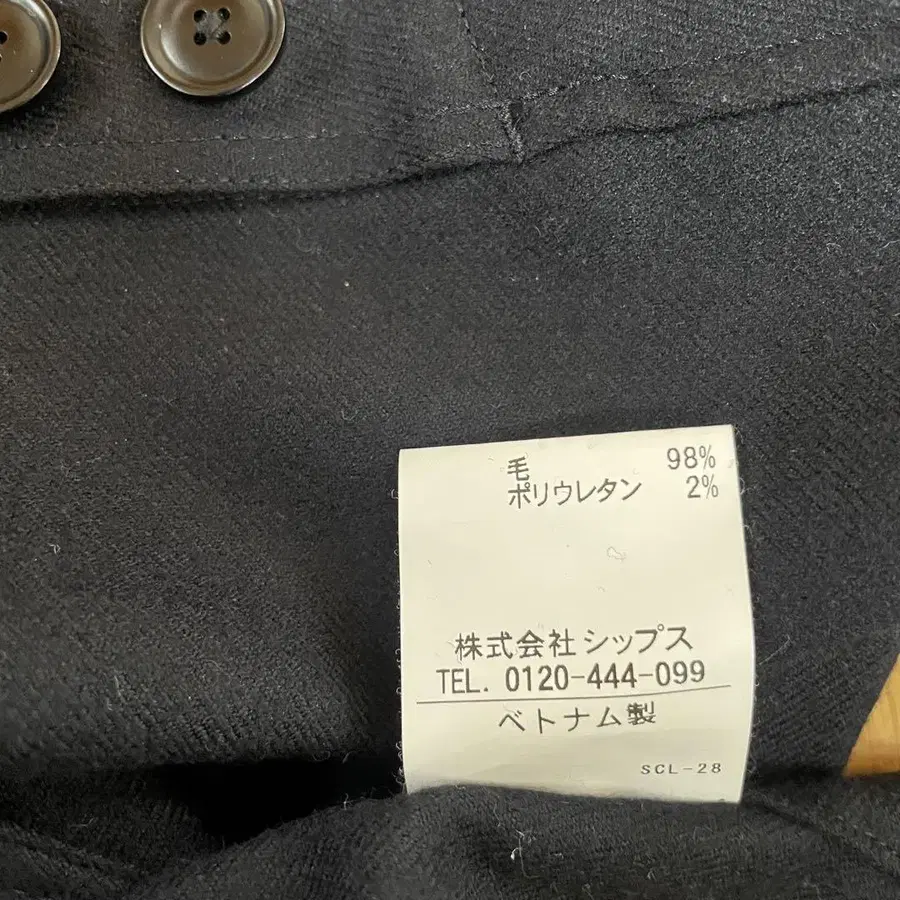 毛 98%
ポリウレタン 2%
株式会社シップス
TEL. 0120-444-099
ベトナム製
SCL-28